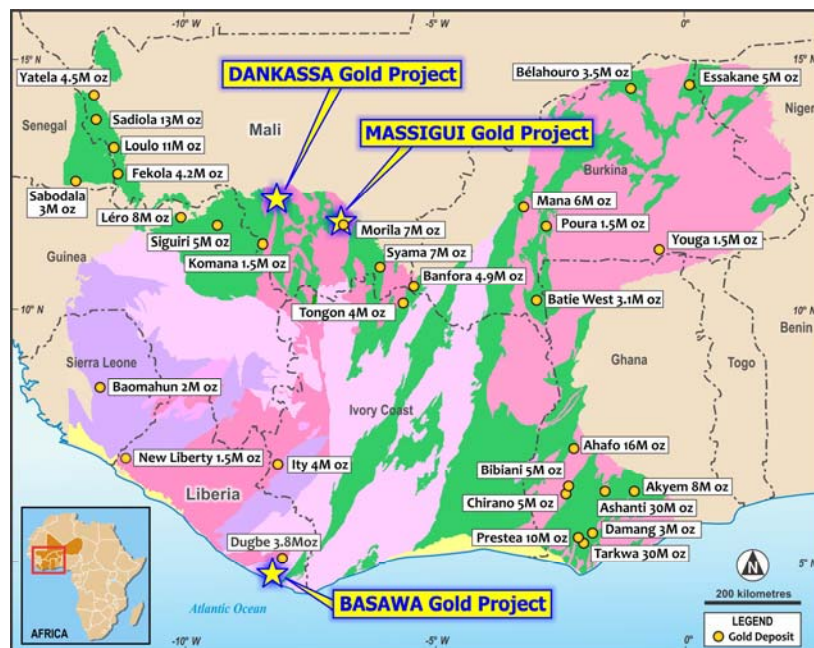 -10° W
-5° W
0°
15° N
15° N
Yatela 4.5M oz
DANKASSA Gold Project
Bélahouro 3.5M oz
Essakane 5M oz
Sadiola 13M oz
Niger
Senegal
Mali
MASSIGUI Gold Project
Loulo 11M oz
Fekola 4.2M oz
Burkina
Sabodala
3M oz
Mana 6M oz
Léro 8M oz
Morila 7M oz
Poura 1.5M oz
Siguiri 5M oz
Syama 7M oz
Youga 1.5M oz
Guinea
Komana 1.5M oz
Banfora 4.9M oz
Tongon 4M oz
Batie West 3.1M oz
10° N
10° N
Benin
Sierra Leone
Ghana
Togo
Baomahun 2M oz
Ivory Coast
Ahafo 16M oz
New Liberty 1.5M oz
Ity 4M oz
Bibiani 5M oz
Akyem 8M oz
Liberia
Chirano 5M oz
Ashanti 30M oz
Damang 3M oz
Dugbe 3.8Moz
Prestea 10M oz
Tarkwa 30M oz
5° N
BASAWA Gold Project
N
200 kilometres
Atlantic Ocean
LEGEND
Gold Deposit
AFRICA
-10° W
-5° W
0°